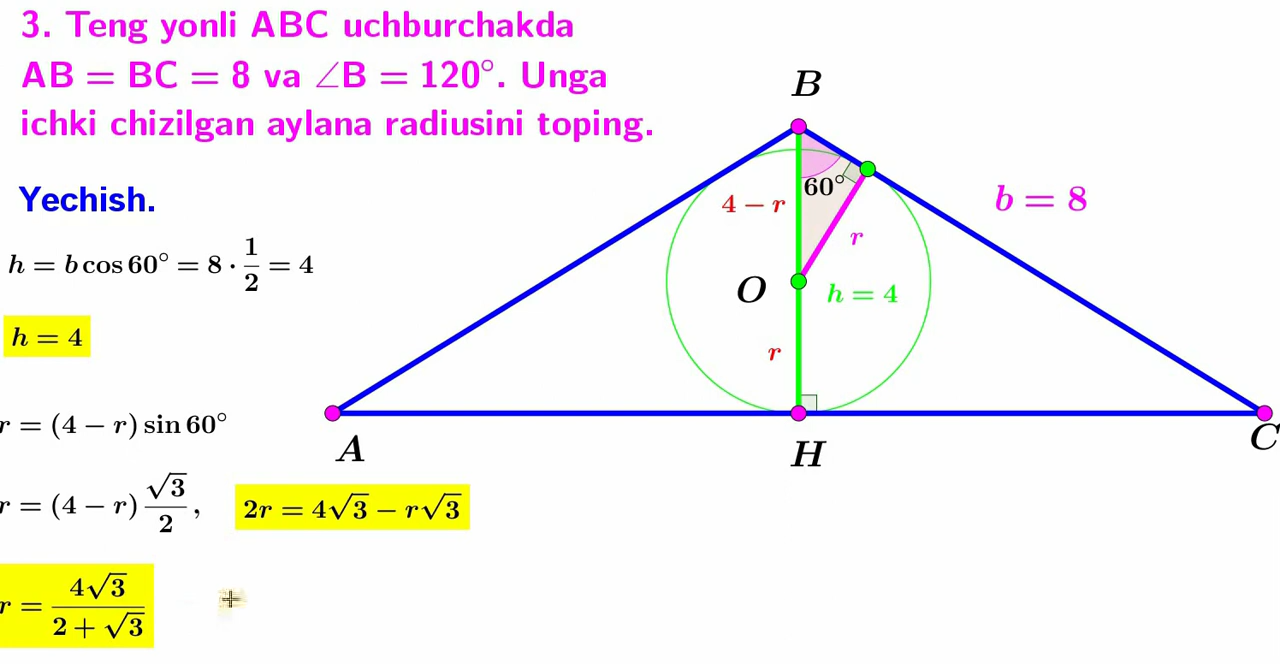 3. Teng yonli ABC uchburchakda
AB = BC = 8 va ∠B = 120°. Unga
ichki chizilgan aylana radiusini toping.
Yechish.
h = b cos 60° = 8 · 1/2 = 4
h = 4
r = (4 − r) sin 60°
r = (4 − r) √3/2, 2r = 4√3 − r√3
r = 4√3/(2 + √3)
B
60°
4 − r
r
b = 8
O
h = 4
r
A
H
C